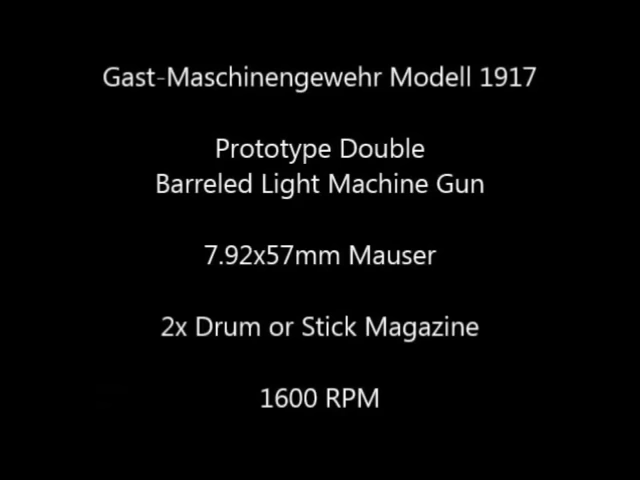 Gast-Maschinengewehr Modell 1917
Prototype Double
Barreled Light Machine Gun
7.92x57mm Mauser
2x Drum or Stick Magazine
1600 RPM